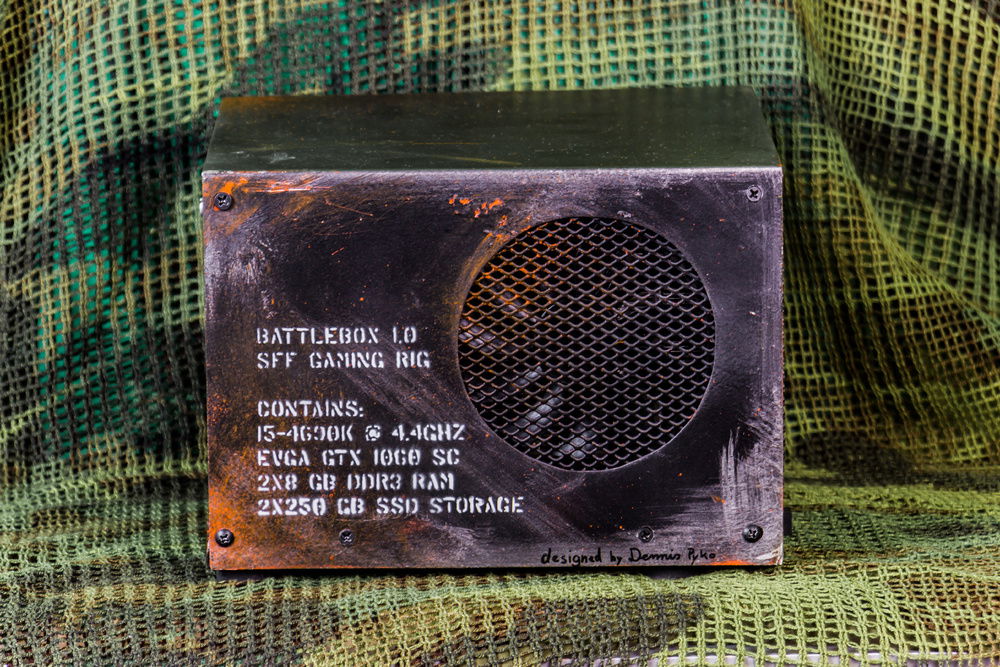 BATTLEBOX 1.0
SFF GAMING RIG
CONTAINS:
I5-4690K @ 4.4GHZ
EVGA GTX 1060 SC
2X8 GB DDR3 RAM
2X250 GB SSD STORAGE
designed by Dennis Pyko